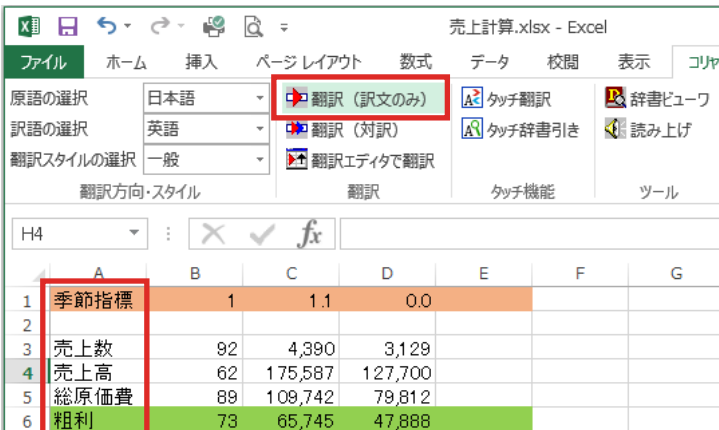 売上計算.xlsx - Excel
ファイル ホーム 挿入 ページ レイアウト 数式 データ 校閲 表示 コリャ
原語の選択 日本語 翻訳（訳文のみ） タッチ翻訳 辞書ビューワ
訳語の選択 英語 翻訳（対訳） タッチ辞書引き 読み上げ
翻訳スタイルの選択 一般 翻訳エディタで翻訳
翻訳方向・スタイル 翻訳 タッチ機能 ツール
H4 fx
A B C D E F G
1 季節指標 1 1.1 0.0
2
3 売上数 92 4,390 3,129
4 売上高 62 175,587 127,700
5 総原価費 89 109,742 79,812
6 粗利 73 65,745 47,888